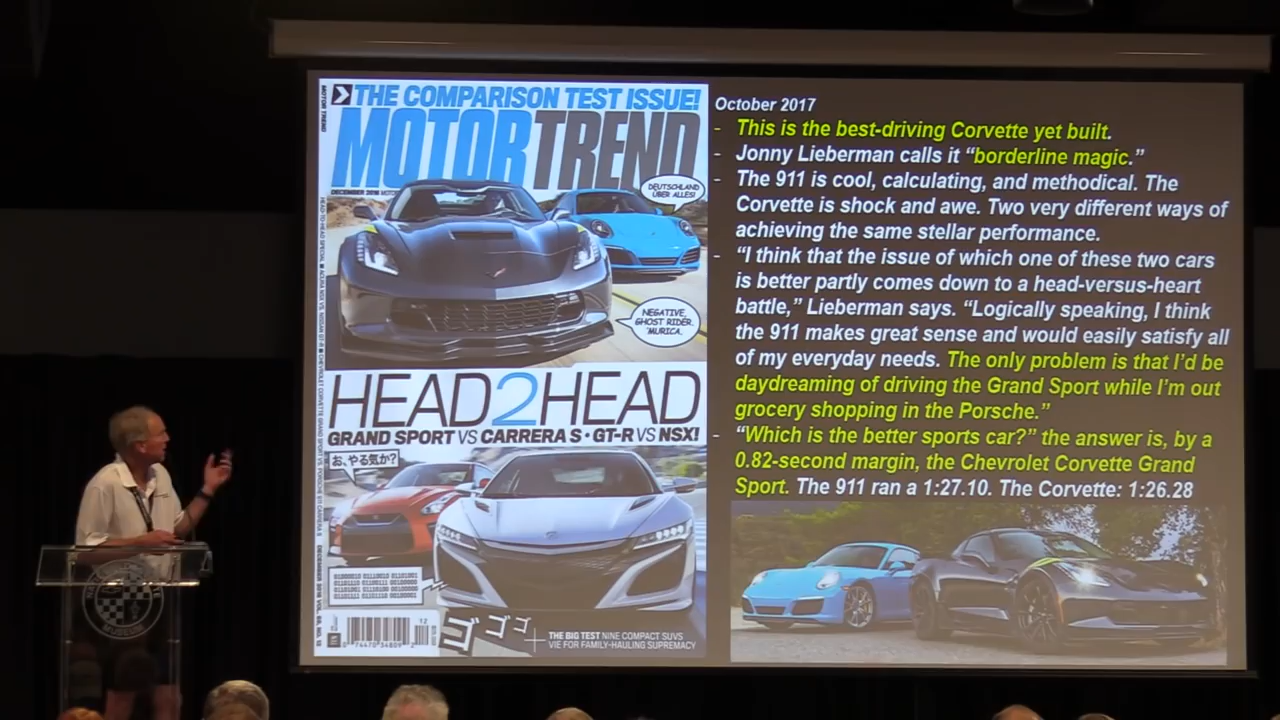 THE COMPARISON TEST ISSUE!
MOTORTREND
DEUTSCHLAND
ÜBER ALLES!
NEGATIVE,
GHOST RIDER.
'MURICA.
HEAD2HEAD
GRAND SPORT VS CARRERA S • GT-R VS NSX!
お、やる気か?
12
THE BIG TEST NINE COMPACT SUVS
VIE FOR FAMILY-HAULING SUPREMACY
October 2017
- This is the best-driving Corvette yet built.
- Jonny Lieberman calls it “borderline magic.”
- The 911 is cool, calculating, and methodical. The
Corvette is shock and awe. Two very different ways of
achieving the same stellar performance.
- “I think that the issue of which one of these two cars
is better partly comes down to a head-versus-heart
battle,” Lieberman says. “Logically speaking, I think
the 911 makes great sense and would easily satisfy all
of my everyday needs. The only problem is that I’d be
daydreaming of driving the Grand Sport while I’m out
grocery shopping in the Porsche.”
- “Which is the better sports car?” the answer is, by a
0.82-second margin, the Chevrolet Corvette Grand
Sport. The 911 ran a 1:27.10. The Corvette: 1:26.28
MUSEUM